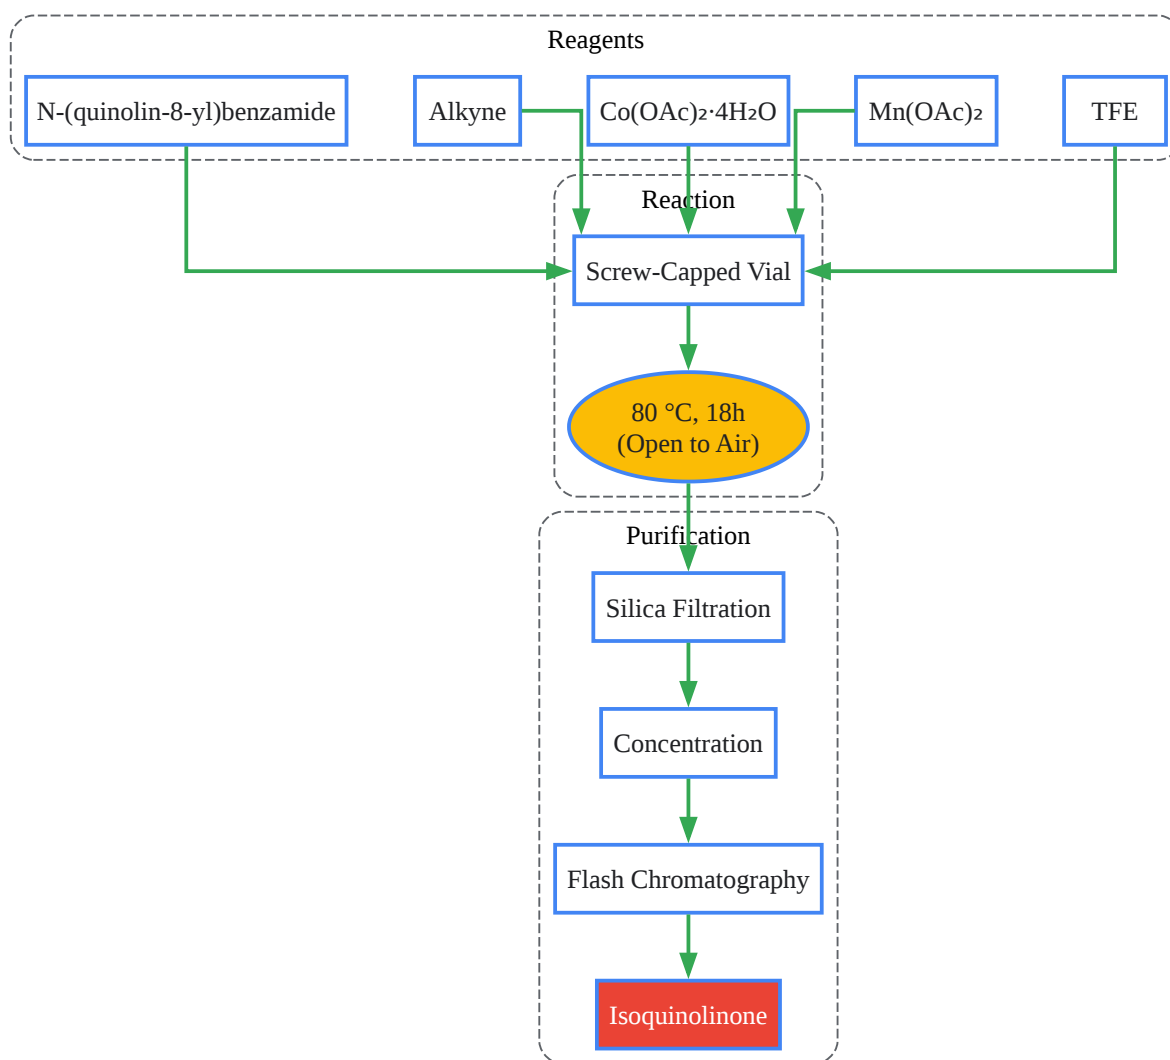 Reagents
N-(quinolin-8-yl)benzamide
Alkyne
Co(OAc)₂·4H₂O
Mn(OAc)₂
TFE
Reaction
Screw-Capped Vial
80 °C, 18h
(Open to Air)
Purification
Silica Filtration
Concentration
Flash Chromatography
Isoquinolinone